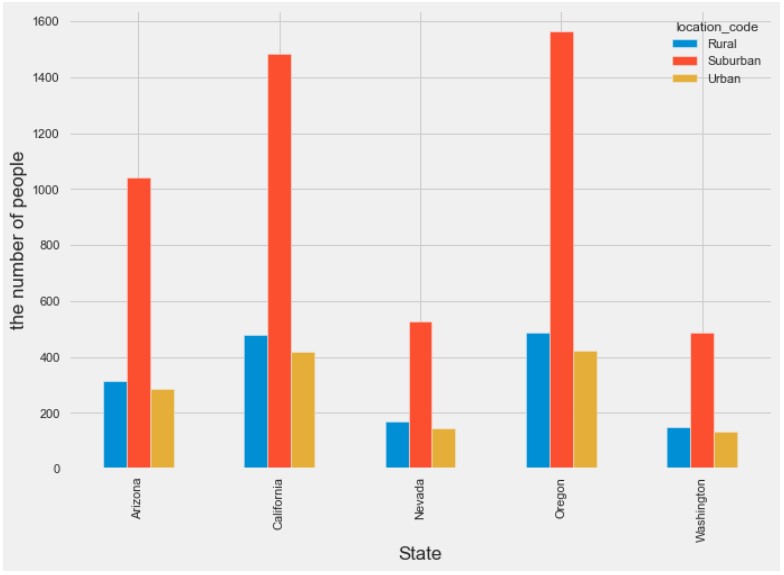 location_code
Rural
Suburban
Urban
the number of people
1600
1400
1200
1000
800
600
400
200
0
Arizona
California
Nevada
Oregon
Washington
State